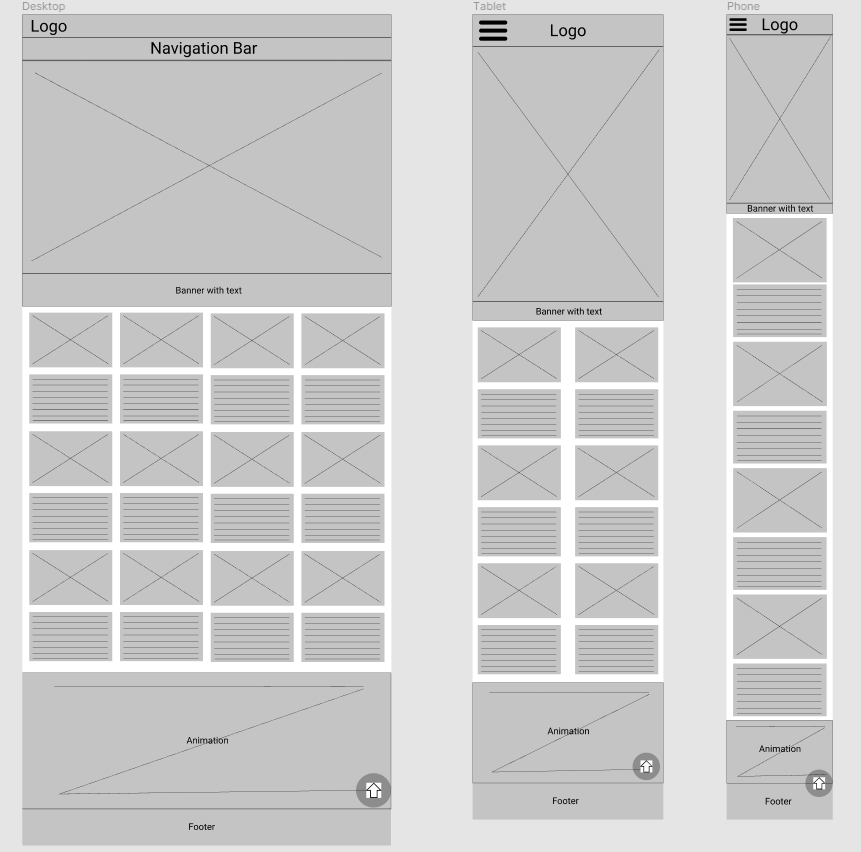 Desktop
Logo
Navigation Bar
Banner with text
Animation
Footer
Tablet
Logo
Banner with text
Animation
Footer
Phone
Logo
Banner with text
Animation
Footer